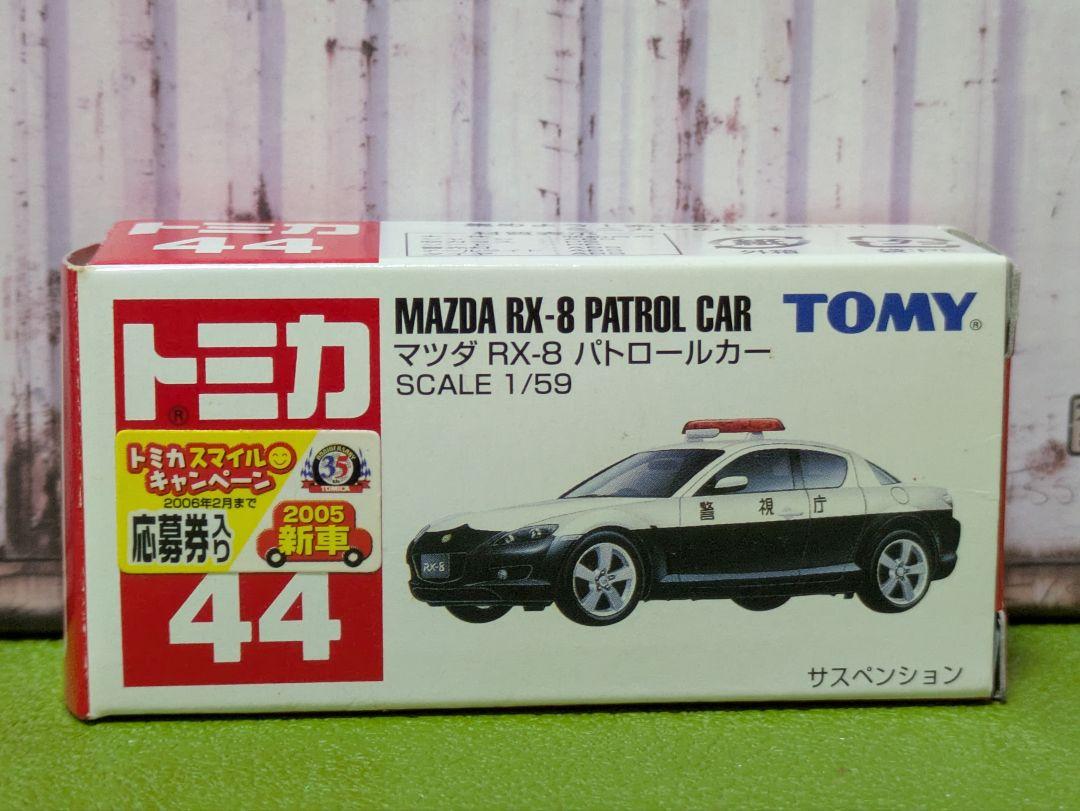 トミカ
44
トミカ®
MAZDA RX-8 PATROL CAR
マツダ RX-8 パトロールカー
SCALE 1/59
TOMY®
トミカスマイル
キャンペーン
2006年2月まで
応募券入り
35
TOMICA
2005
新車
44
警視庁
RX-8
サスペンション